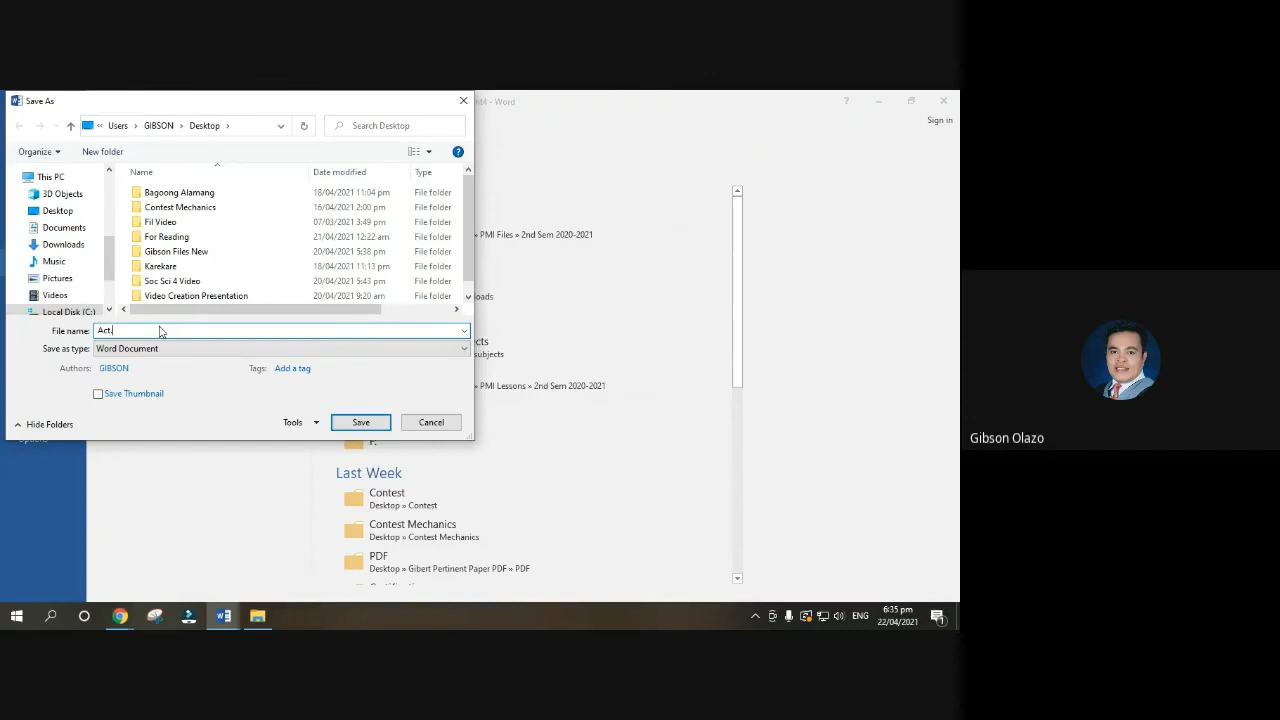 Save As
nt4 - Word
?
Sign in
« Users › GIBSON › Desktop ›
Search Desktop
Organize
New folder
?
This PC
3D Objects
Desktop
Documents
Downloads
Music
Pictures
Videos
Local Disk (C:)
Name Date modified Type
Bagoong Alamang 18/04/2021 11:04 pm File folder
Contest Mechanics 16/04/2021 2:00 pm File folder
Fil Video 07/03/2021 3:49 pm File folder
For Reading 21/04/2021 12:22 am File folder
Gibson Files New 20/04/2021 5:38 pm File folder
Karekare 18/04/2021 11:13 pm File folder
Soc Sci 4 Video 20/04/2021 5:43 pm File folder
Video Creation Presentation 20/04/2021 9:20 am File folder
File name: Act.
Save as type: Word Document
Authors: GIBSON
Tags: Add a tag
Save Thumbnail
Hide Folders
Tools
Save
Cancel
» PMI Files » 2nd Sem 2020-2021
loads
cts
subjects
» PMI Lessons » 2nd Sem 2020-2021
F:
Last Week
Contest
Desktop » Contest
Contest Mechanics
Desktop » Contest Mechanics
PDF
Desktop » Gibert Pertinent Paper PDF » PDF
ENG
6:35 pm
22/04/2021
1
Gibson Olazo